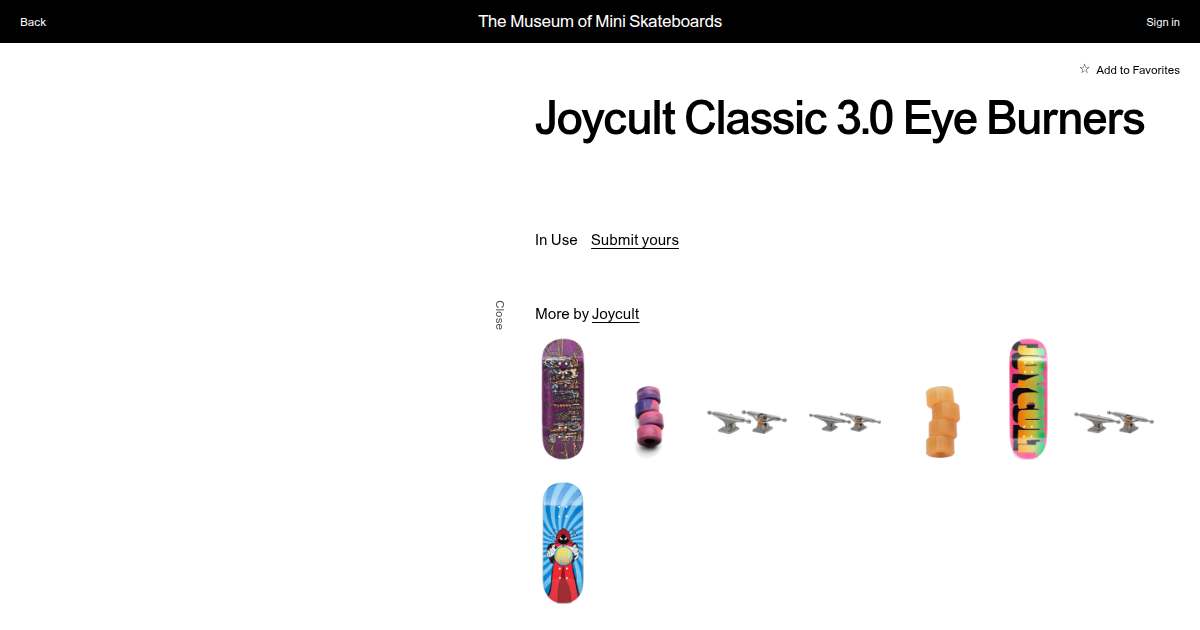 Back
The Museum of Mini Skateboards
Sign in
☆ Add to Favorites
Joycult Classic 3.0 Eye Burners
In Use Submit yours
Close
More by Joycult
JOYCULT